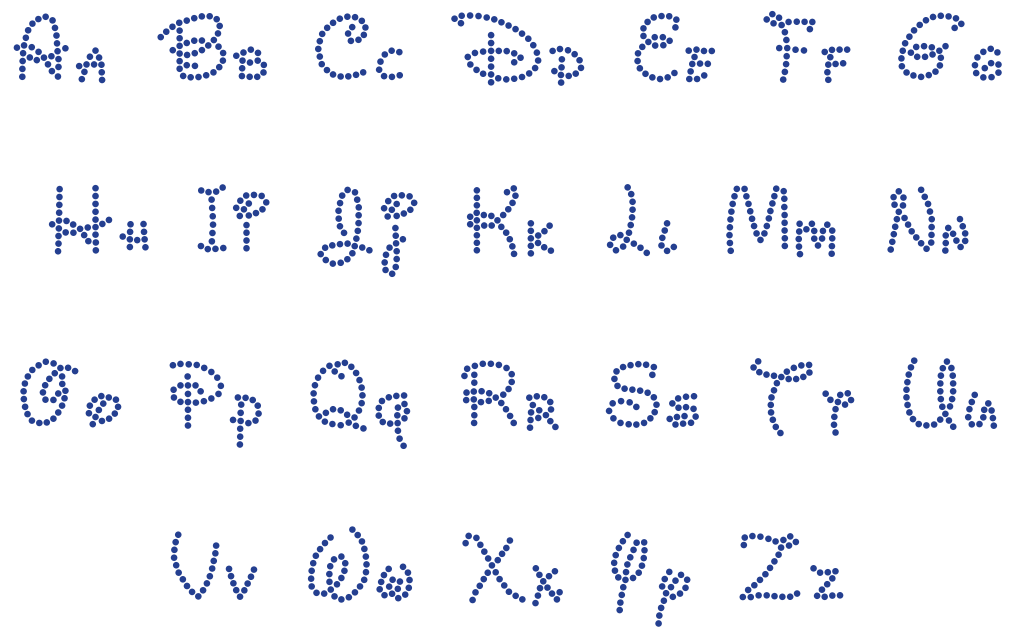 Aa Bb Cc Dd Ee Ff Gg
Hh Ii Jj Kk Ll Mm Nn
Oo Pp Qq Rr Ss Tt Uu
Vv Ww Xx Yy Zz